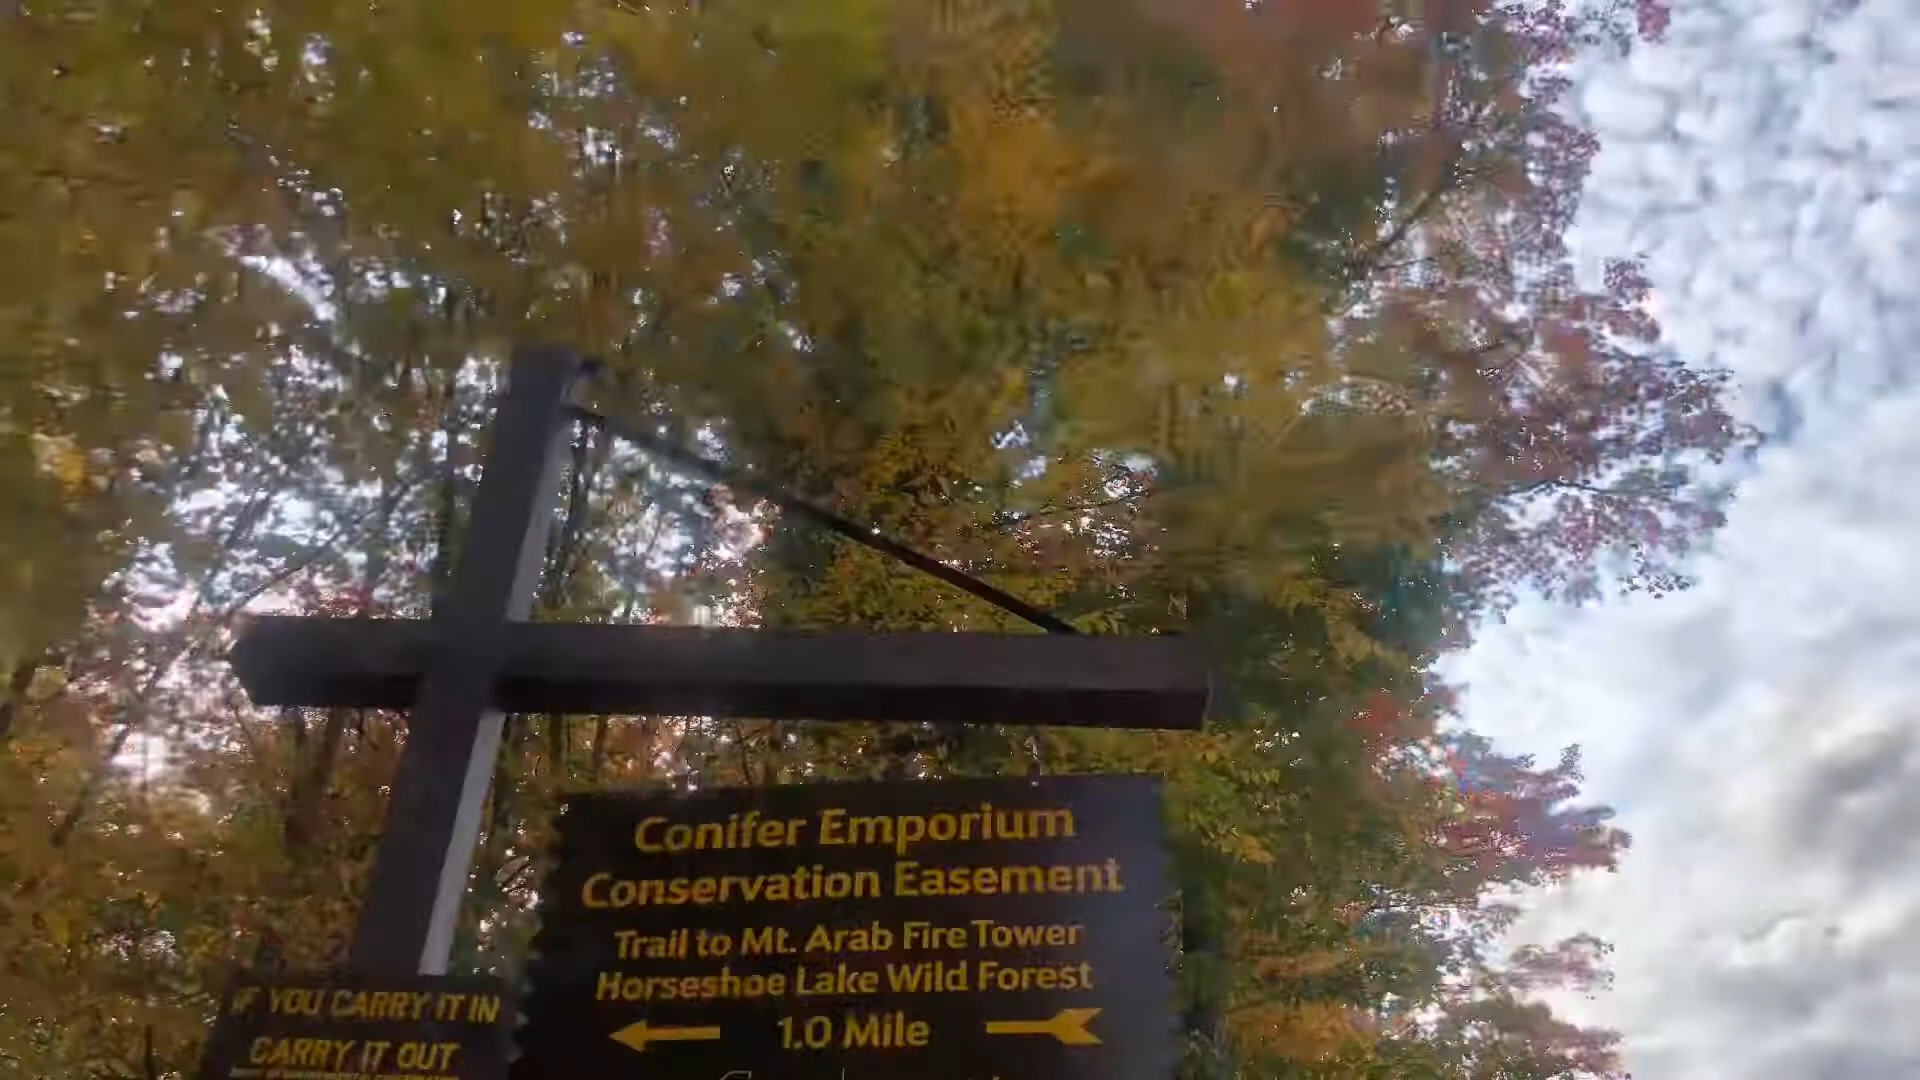 Conifer Emporium
Conservation Easement
Trail to Mt. Arab Fire Tower
Horseshoe Lake Wild Forest
1.0 Mile
IF YOU CARRY IT IN
CARRY IT OUT